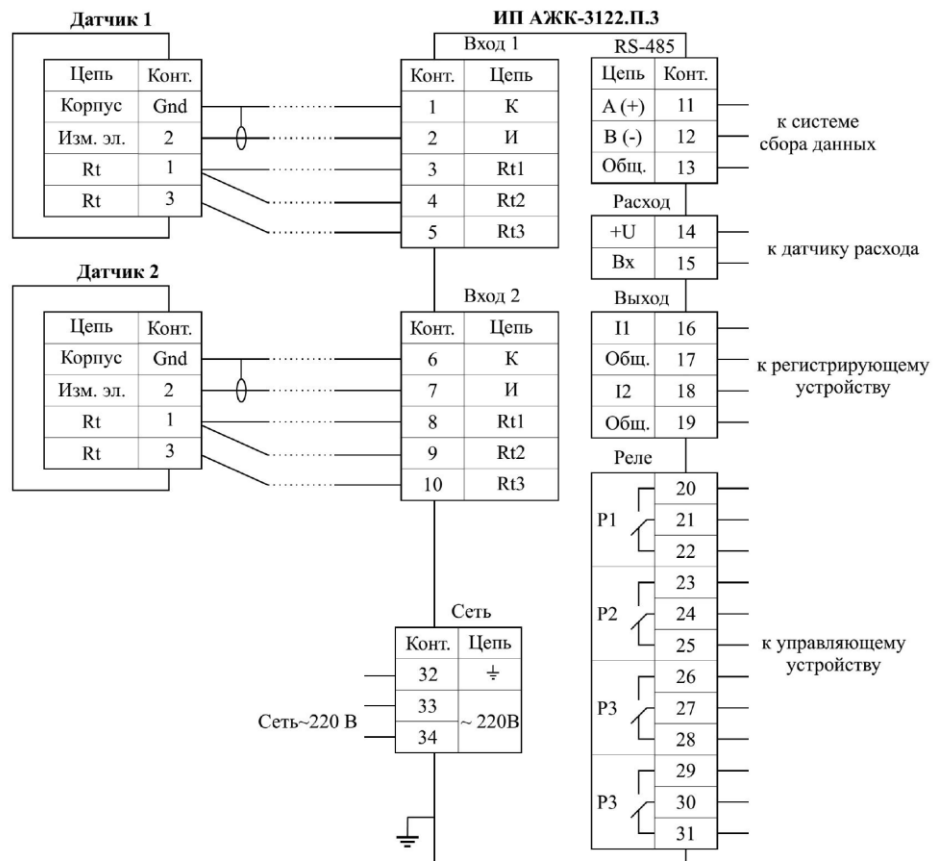 Датчик 1
Цепь Конт.
Корпус Gnd
Изм. эл. 2
Rt 1
Rt 3
Датчик 2
Цепь Конт.
Корпус Gnd
Изм. эл. 2
Rt 1
Rt 3
ИП АЖК-3122.П.3
Вход 1
Конт. Цепь
1 К
2 И
3 Rt1
4 Rt2
5 Rt3
Вход 2
Конт. Цепь
6 К
7 И
8 Rt1
9 Rt2
10 Rt3
Сеть
Конт. Цепь
32
33
34
~ 220В
Сеть~220 В
RS-485
Цепь Конт.
А (+) 11
В (-) 12
Общ. 13
к системе
сбора данных
Расход
+U 14
Вх 15
к датчику расхода
Выход
I1 16
Общ. 17
I2 18
Общ. 19
к регистрирующему
устройству
Реле
P1
20
21
22
P2
23
24
25
P3
26
27
28
P3
29
30
31
к управляющему
устройству